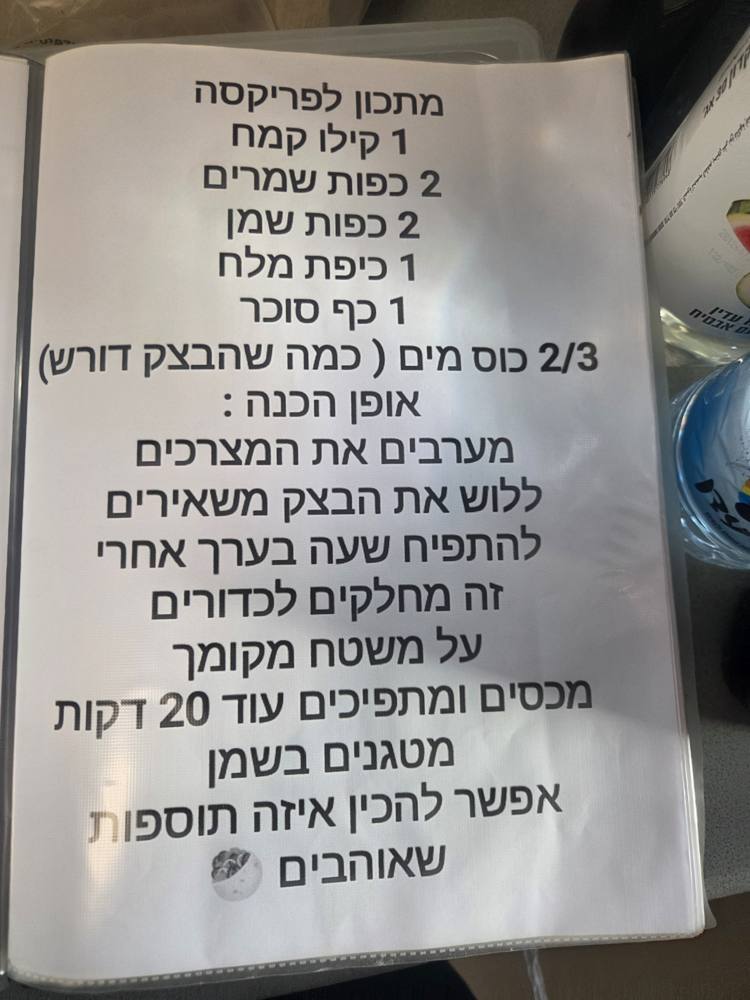 מתכון לפריקסה
1 קילו קמח
2 כפות שמרים
2 כפות שמן
1 כיפת מלח
1 כף סוכר
2/3 כוס מים ( כמה שהבצק דורש)
אופן הכנה :
מערבים את המצרכים
ללוש את הבצק משאירים
להתפיח שעה בערך אחרי
זה מחלקים לכדורים
על משטח מקומך
מכסים ומתפיכים עוד 20 דקות
מטגנים בשמן
אפשר להכין איזה תוספות
שאוהבים